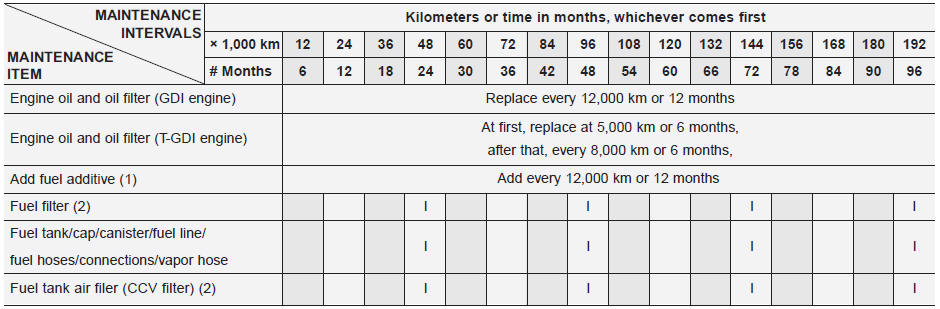 MAINTENANCE INTERVALS
Kilometers or time in months, whichever comes first
MAINTENANCE ITEM
× 1,000 km 12 24 36 48 60 72 84 96 108 120 132 144 156 168 180 192
# Months 6 12 18 24 30 36 42 48 54 60 66 72 78 84 90 96
Engine oil and oil filter (GDI engine) Replace every 12,000 km or 12 months
Engine oil and oil filter (T-GDI engine)
At first, replace at 5,000 km or 6 months,
after that, every 8,000 km or 6 months,
Add fuel additive (1) Add every 12,000 km or 12 months
Fuel filter (2) I I I I
Fuel tank/cap/canister/fuel line/
fuel hoses/connections/vapor hose I I I I
Fuel tank air filer (CCV filter) (2) I I I I